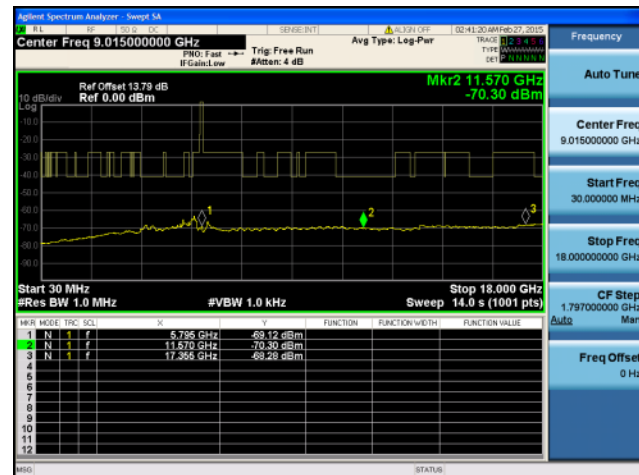 Agilent Spectrum Analyzer - Swept SA
RL RF 50 Ω DC SENSE:INT ALIGN OFF 02:41:20 AM Feb 27, 2015
Center Freq 9.015000000 GHz
PNO: Fast
IFGain:Low
Trig: Free Run
#Atten: 4 dB
Avg Type: Log-Pwr
TRACE 1 2 3 4 5 6
TYPE
DET P N N N N N
Mkr2 11.570 GHz
-70.30 dBm
Ref Offset 13.79 dB
10 dB/div Ref 0.00 dBm
Log
-10.0
-20.0
-30.0
-40.0
-50.0
-60.0
-70.0
-80.0
-90.0
1
2
3
Start 30 MHz Stop 18.000 GHz
#Res BW 1.0 MHz #VBW 1.0 kHz Sweep 14.0 s (1001 pts)
MKR MODE TRC SCL X Y FUNCTION FUNCTION WIDTH FUNCTION VALUE
1 N 1 f 5.795 GHz -69.12 dBm
2 N 1 f 11.570 GHz -70.30 dBm
3 N 1 f 17.355 GHz -68.28 dBm
4
5
6
7
8
9
10
11
12
MSG STATUS
Frequency
Auto Tune
Center Freq
9.015000000 GHz
Start Freq
30.000000 MHz
Stop Freq
18.000000000 GHz
CF Step
1.797000000 GHz
Auto Man
Freq Offset
0 Hz